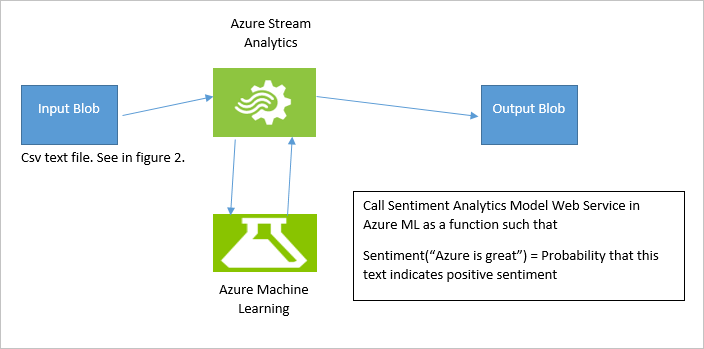 Azure Stream
Analytics
Input Blob
Output Blob
Csv text file. See in figure 2.
Call Sentiment Analytics Model Web Service in
Azure ML as a function such that
Sentiment(“Azure is great”) = Probability that this
text indicates positive sentiment
Azure Machine
Learning